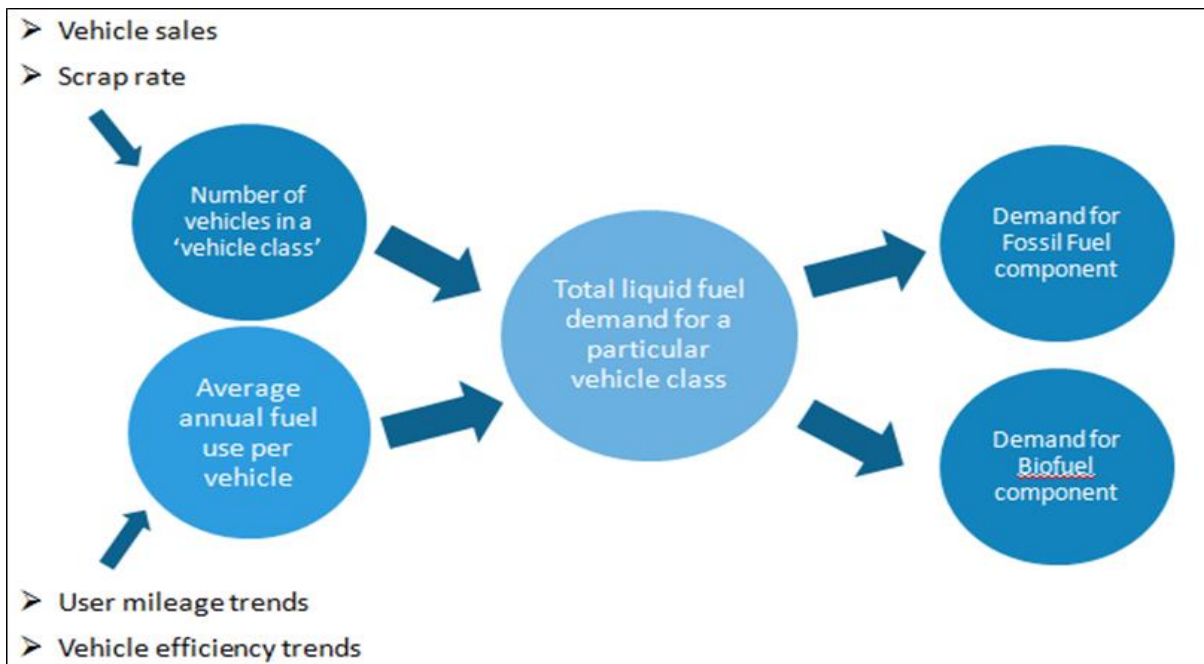 Vehicle sales
Scrap rate
Number of
vehicles in a
‘vehicle class’
Average
annual fuel
use per
vehicle
User mileage trends
Vehicle efficiency trends
Total liquid fuel
demand for a
particular
vehicle class
Demand for
Fossil Fuel
component
Demand for
Biofuel
component